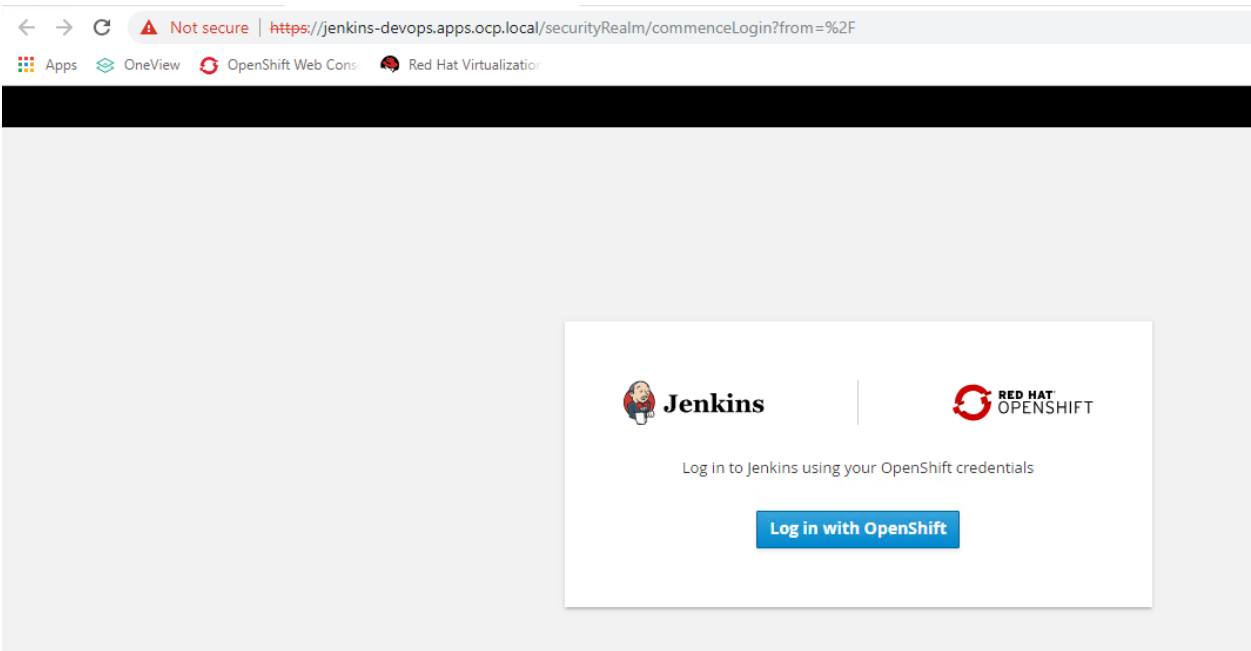 Not secure | https://jenkins-devops.apps.ocp.local/securityRealm/commenceLogin?from=%2F
Apps OneView OpenShift Web Cons Red Hat Virtualization
Jenkins
RED HAT
OPENSHIFT
Log in to Jenkins using your OpenShift credentials
Log in with OpenShift